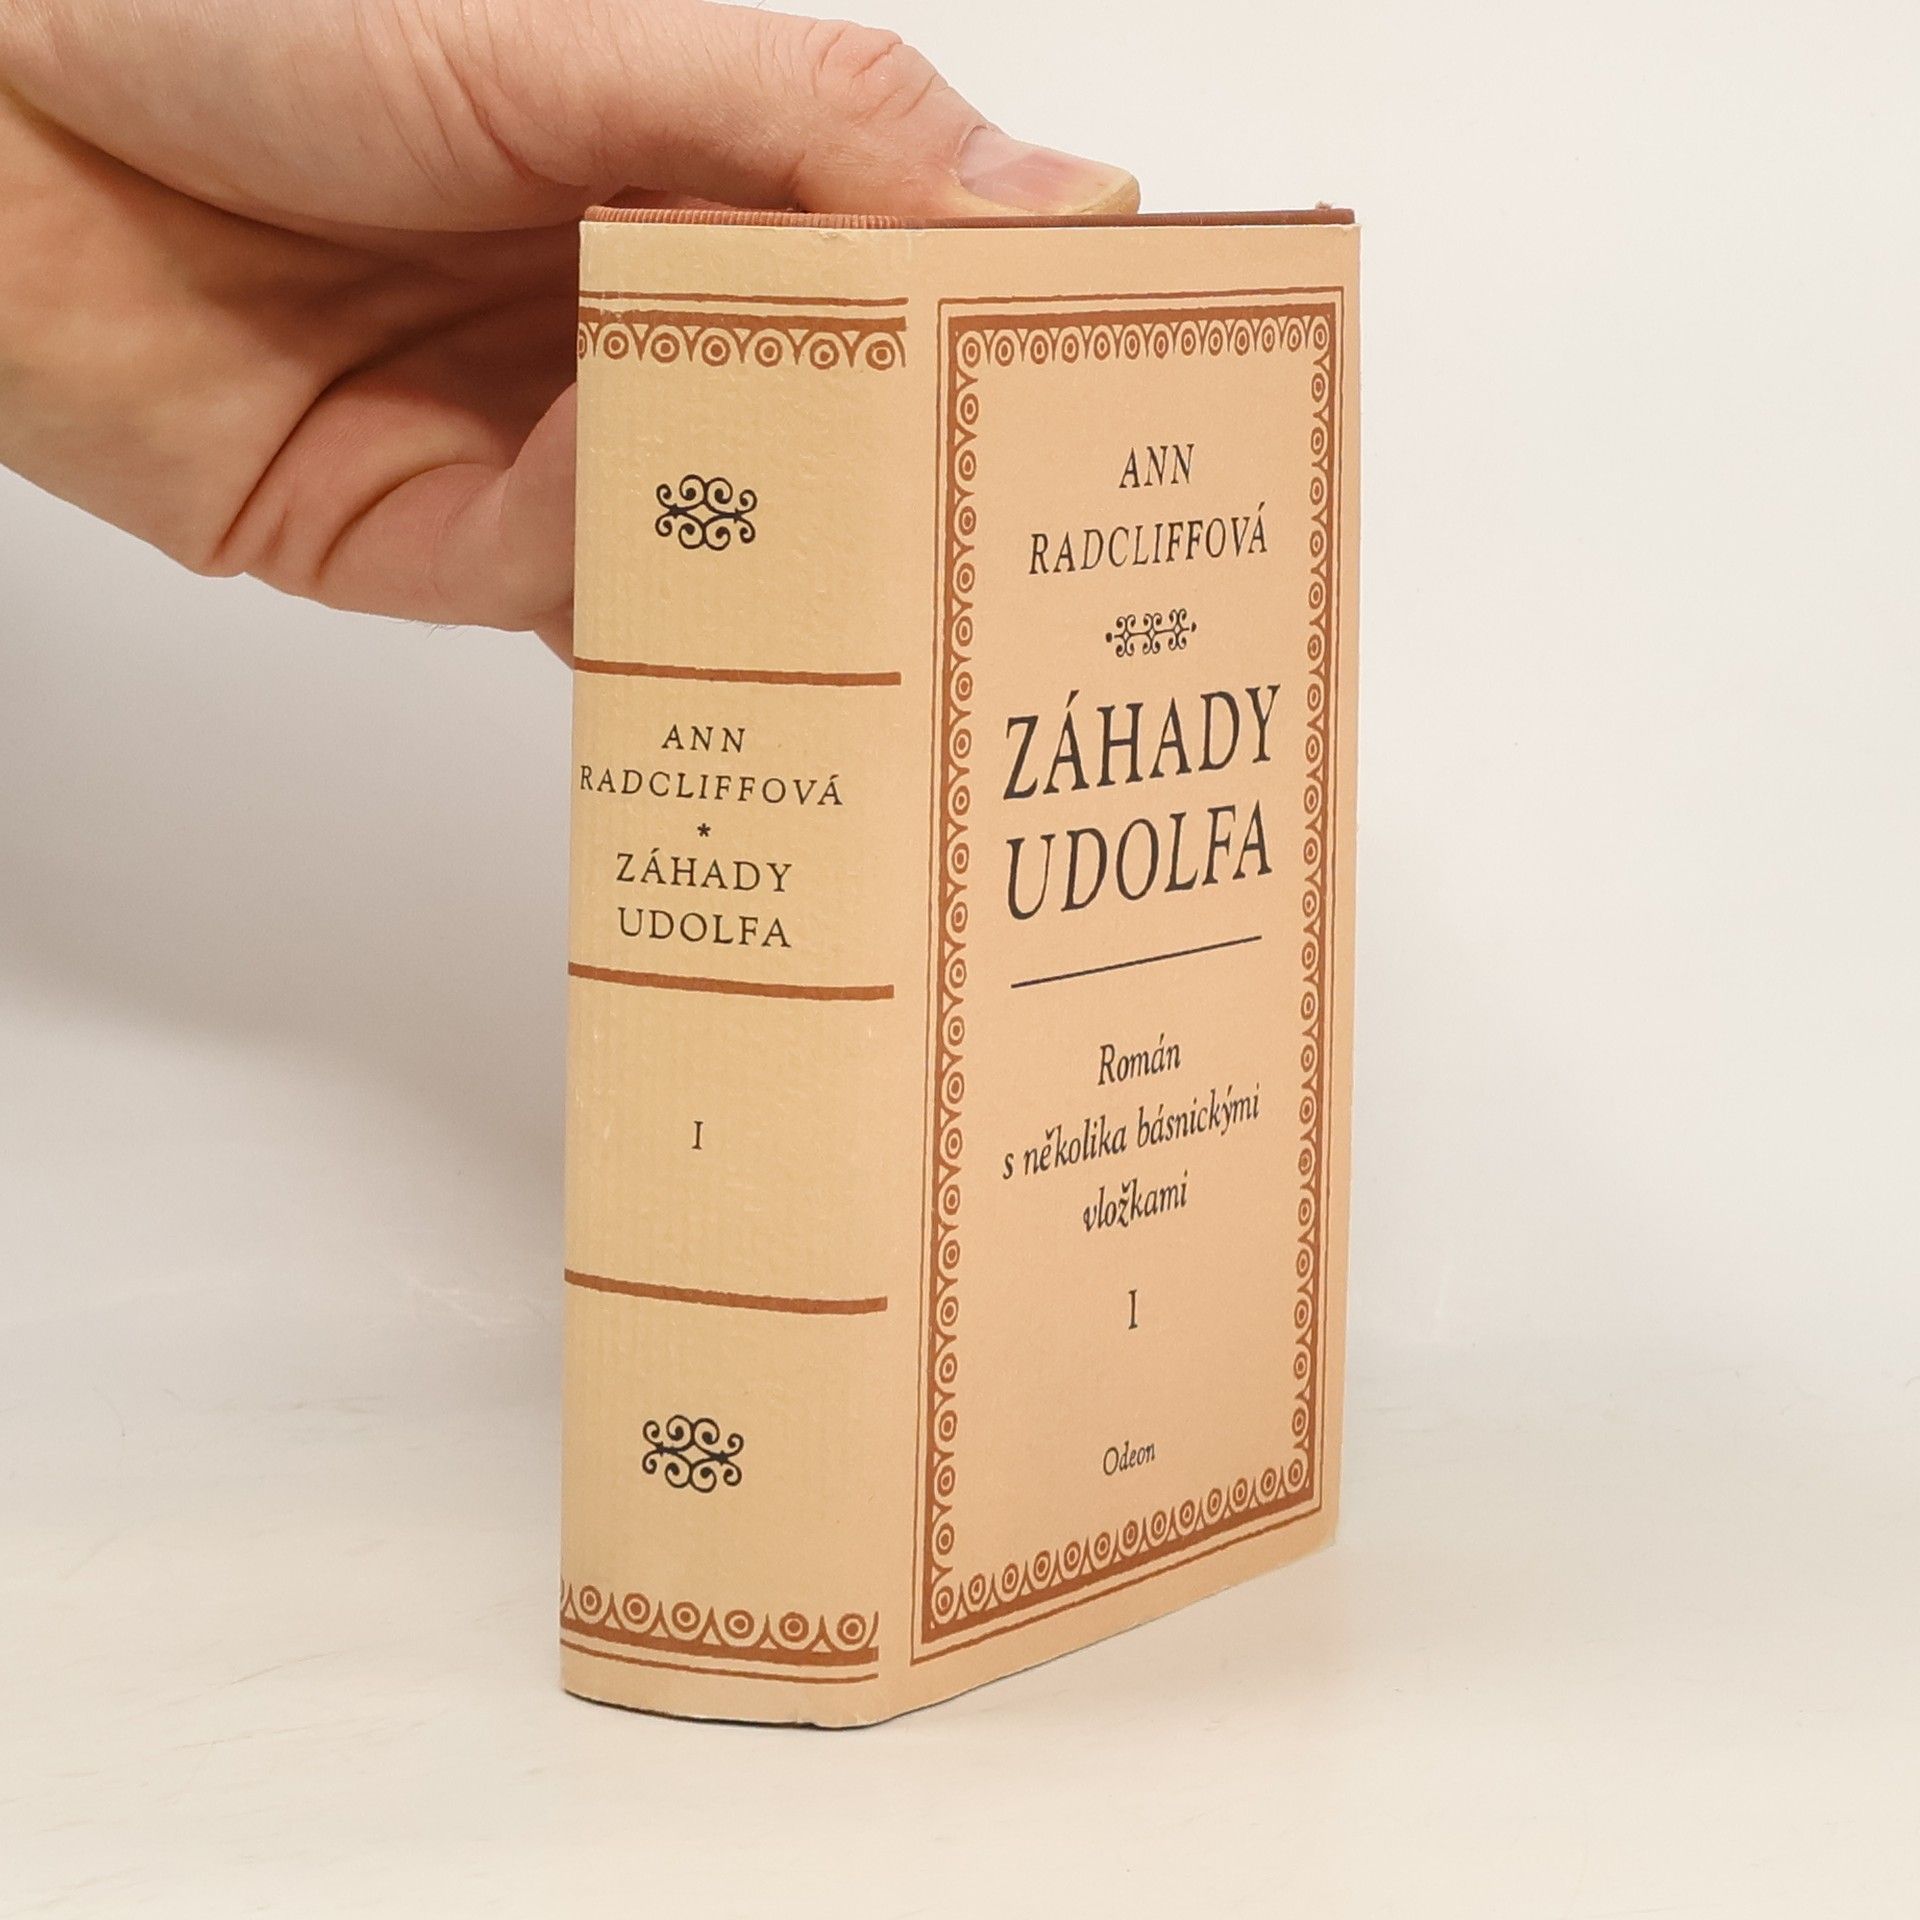 ANN
RADCLIFFOVÁ
*
ZÁHADY
UDOLFA
I
ANN
RADCLIFFOVÁ
ZÁHADY
UDOLFA
Román
s několika básnickými
vložkami
I
Odeon